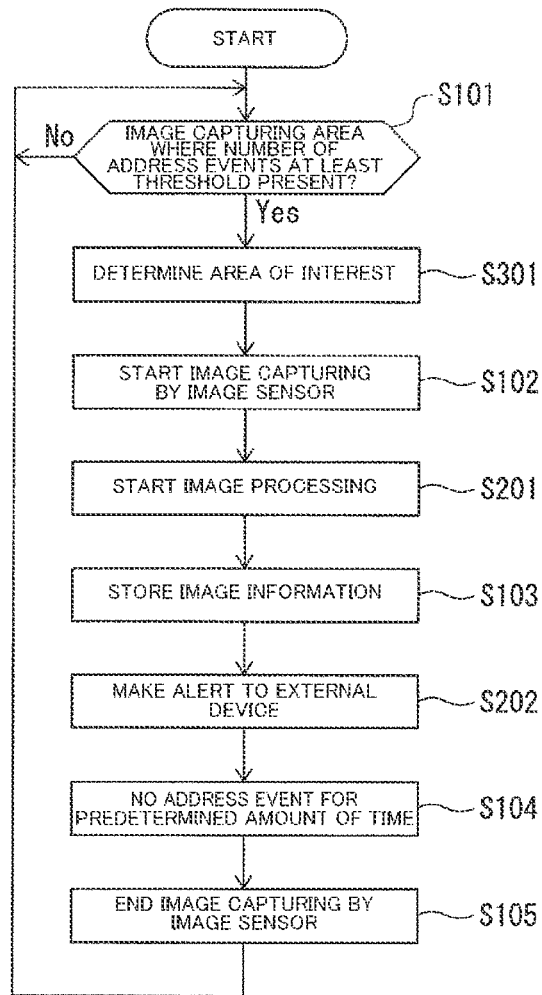 START
S101
No
IMAGE CAPTURING AREA
WHERE NUMBER OF
ADDRESS EVENTS AT LEAST
THRESHOLD PRESENT?
Yes
DETERMINE AREA OF INTEREST
S301
START IMAGE CAPTURING
BY IMAGE SENSOR
S102
START IMAGE PROCESSING
S201
STORE IMAGE INFORMATION
S103
MAKE ALERT TO EXTERNAL
DEVICE
S202
NO ADDRESS EVENT FOR
PREDETERMINED AMOUNT OF TIME
S104
END IMAGE CAPTURING BY
IMAGE SENSOR
S105